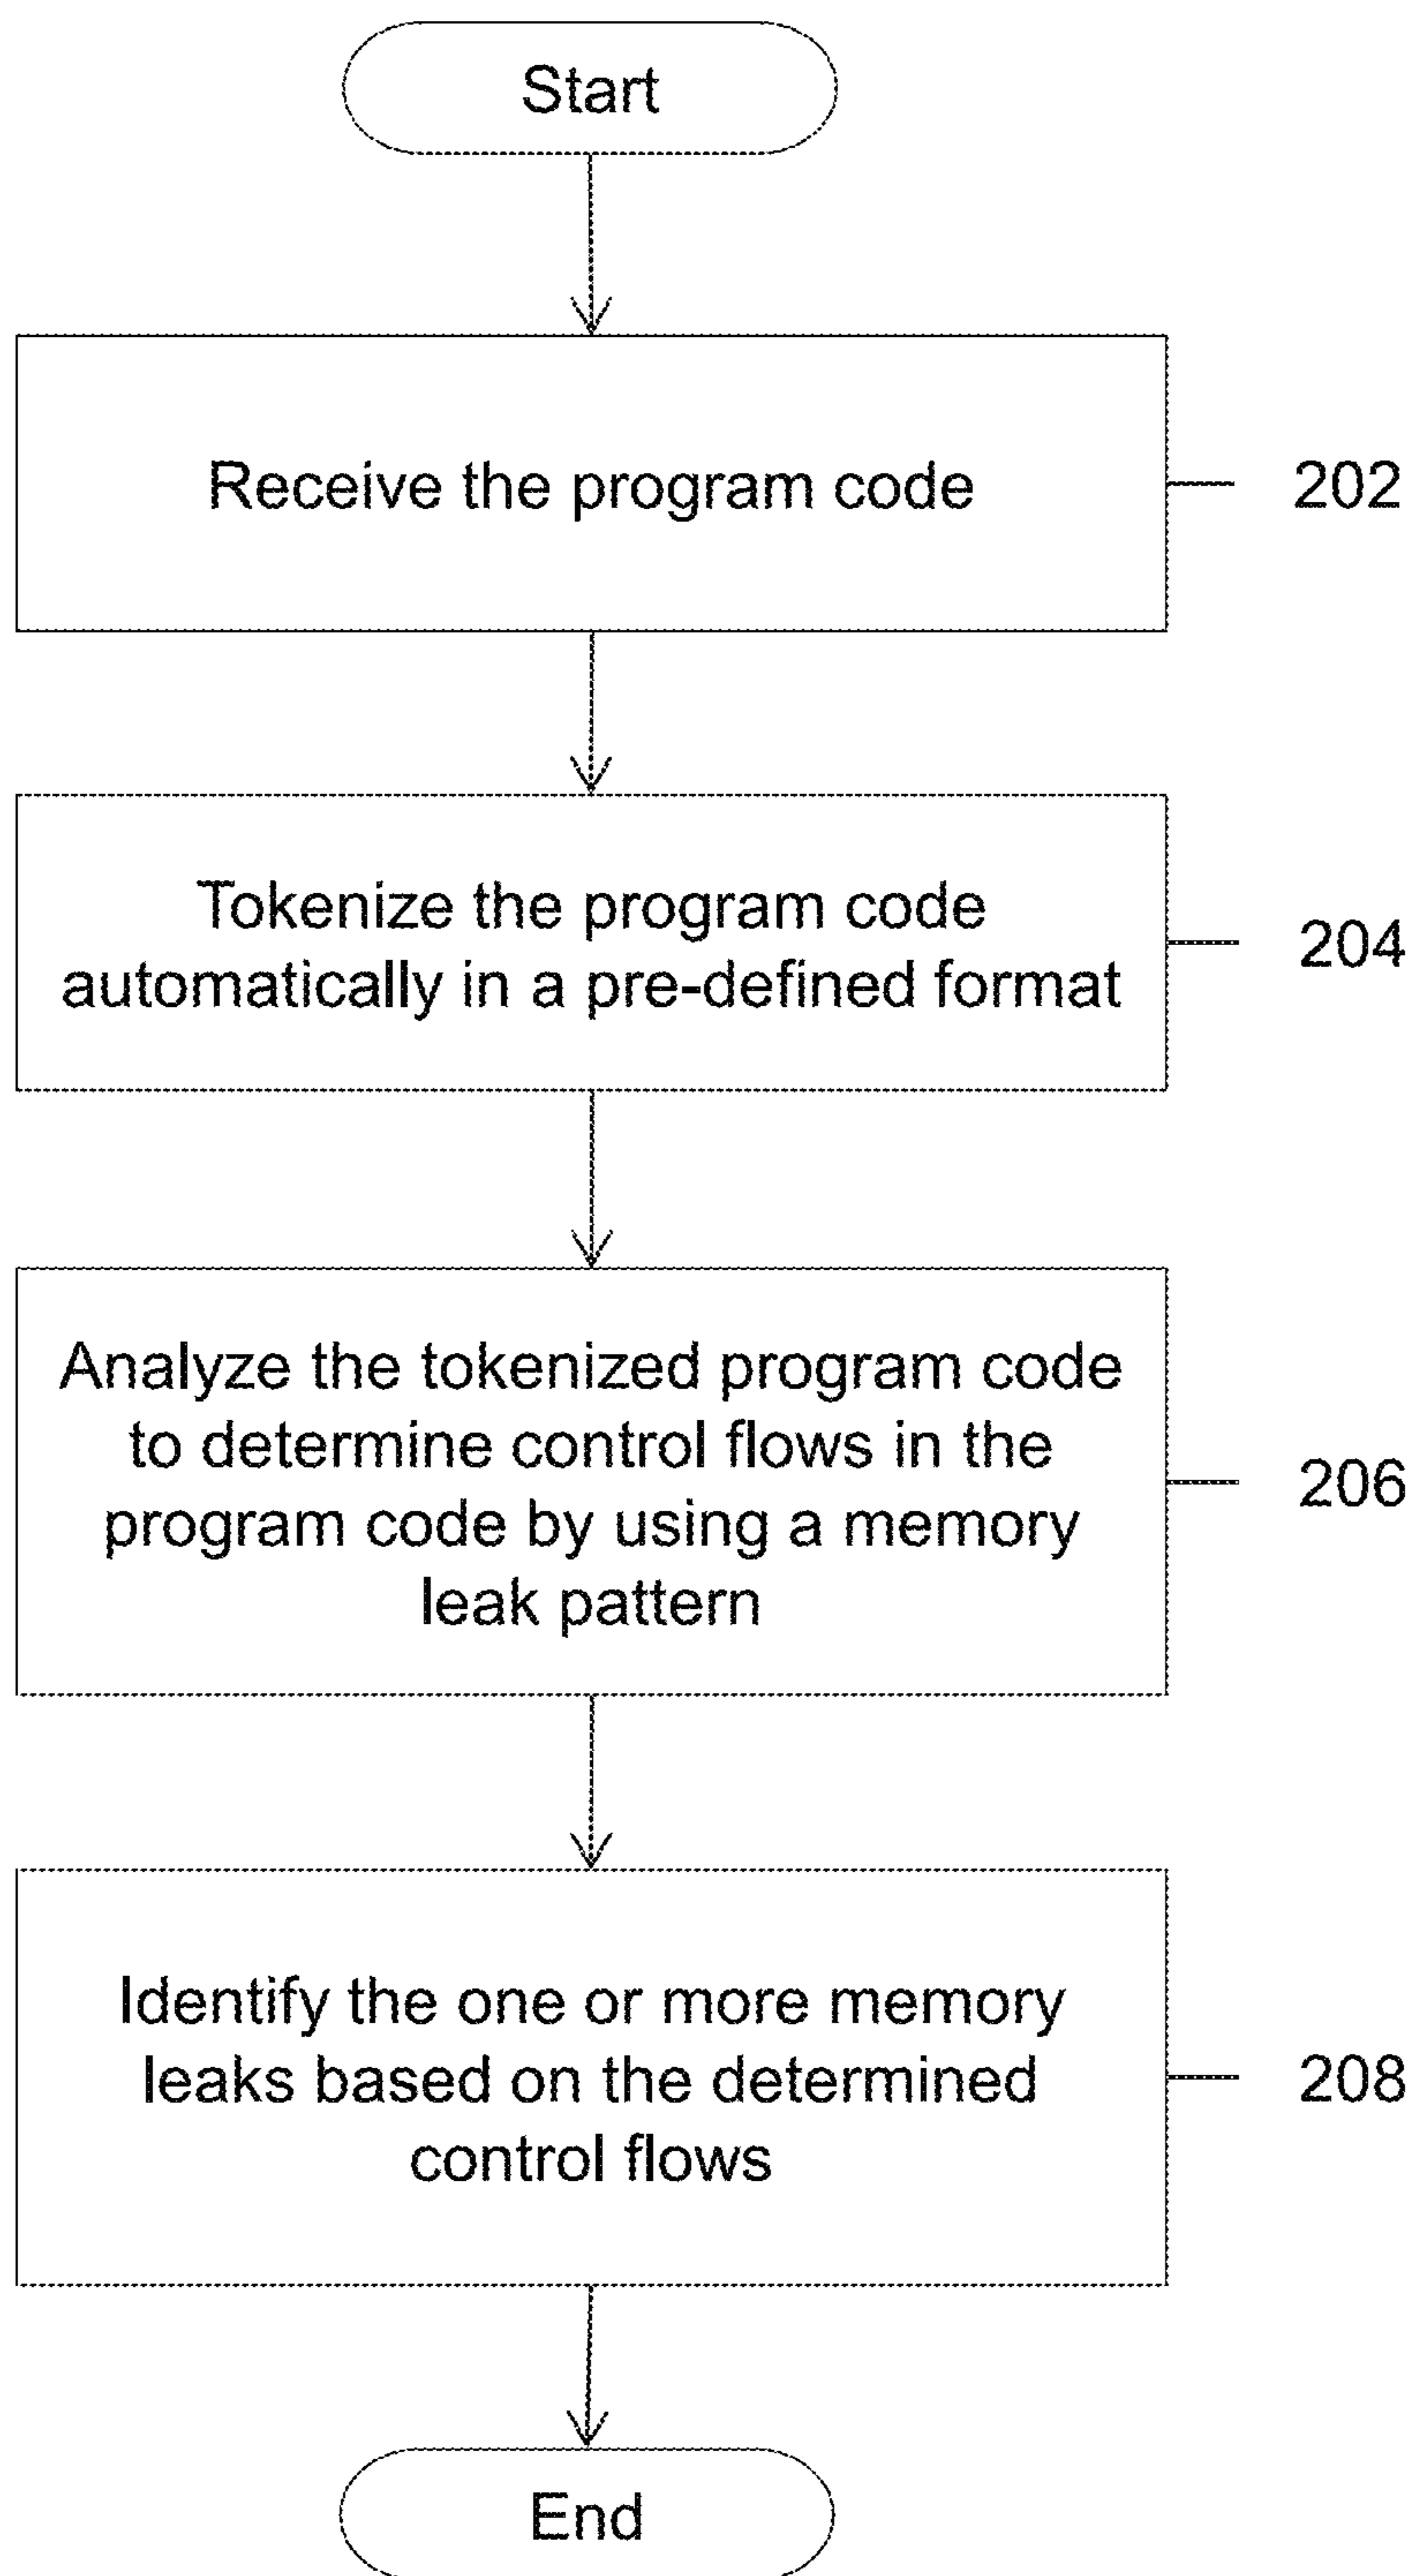 Start
Receive the program code
202
Tokenize the program code
automatically in a pre-defined format
204
Analyze the tokenized program code
to determine control flows in the
program code by using a memory
leak pattern
206
Identify the one or more memory
leaks based on the determined
control flows
208
End